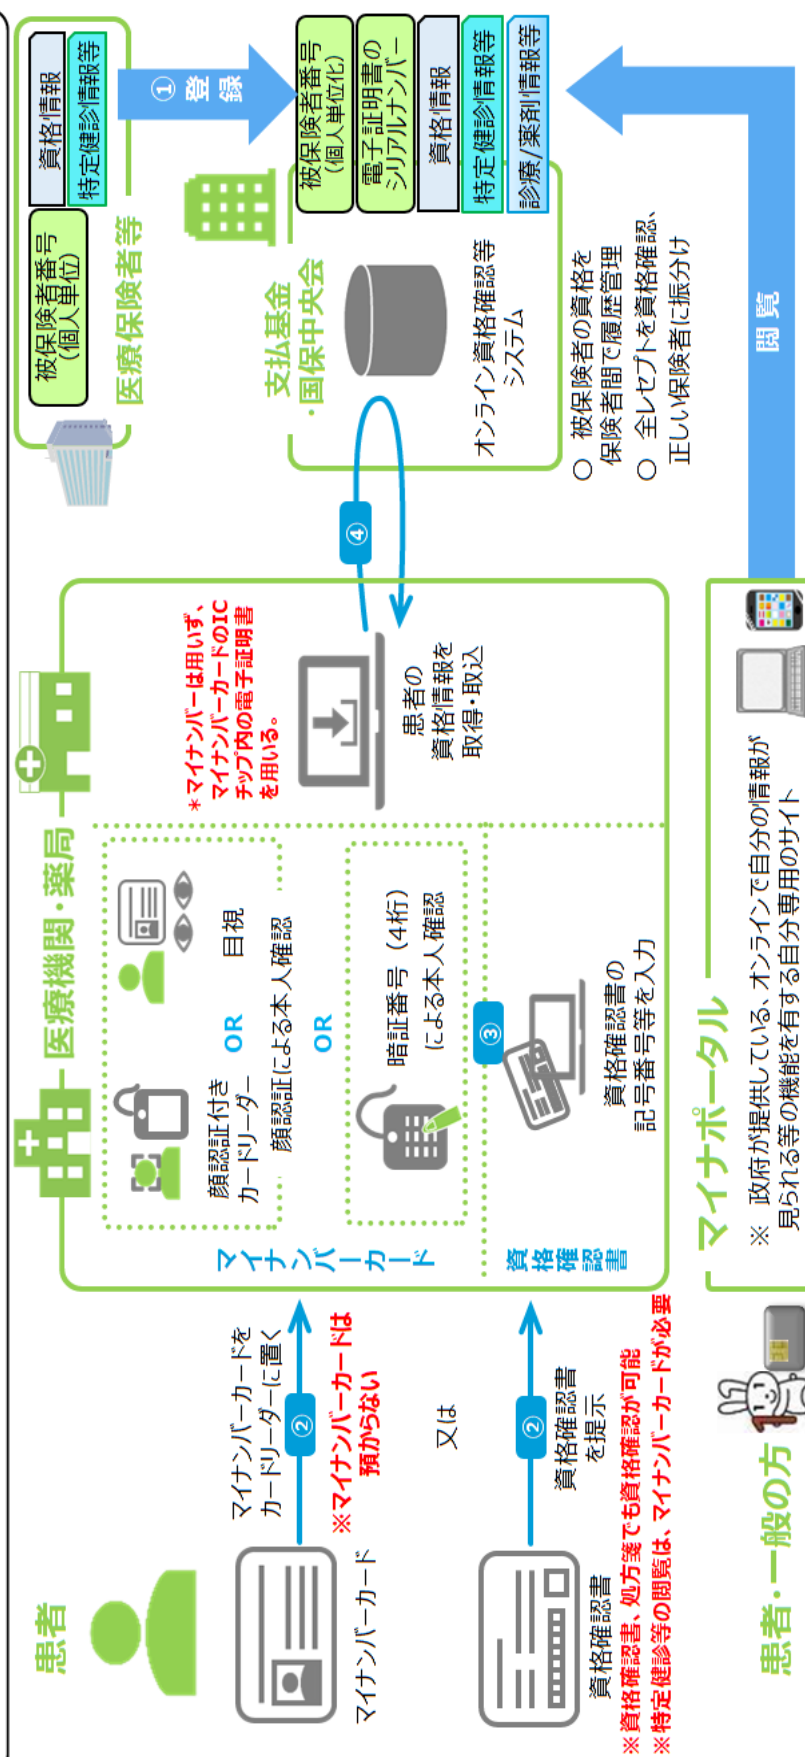 患者
マイナンバーカード
マイナンバーカードを
カードリーダーに置く
②
※マイナンバーカードは
預からない
又は
資格確認書
②
資格確認書
を提示
※資格確認書、処方箋でも資格確認が可能
※特定健診等の閲覧は、マイナンバーカードが必要
医療機関・薬局
マイナンバーカード
顔認証付き
カードリーダー
OR
目視
顔認証による本人確認
OR
暗証番号（4桁）
による本人確認
資格確認書
③
資格確認書の
記号番号等を入力
＊マイナンバーは用いず、
マイナンバーカードのIC
チップ内の電子証明書
を用いる。
患者の
資格情報を
取得・取込
④
医療保険者等
被保険者番号
（個人単位）
資格情報
特定健診情報等
①
登録
支払基金
・国保中央会
オンライン資格確認等
システム
被保険者番号
（個人単位化）
電子証明書の
シリアルナンバー
資格情報
特定健診情報等
診療/薬剤情報等
○ 被保険者の資格を
保険者間で履歴管理
○ 全レセプトを資格確認、
正しい保険者に振分け
患者・一般の方
マイナポータル
※ 政府が提供している、オンラインで自分の情報が
見られる等の機能を有する自分専用のサイト
閲覧